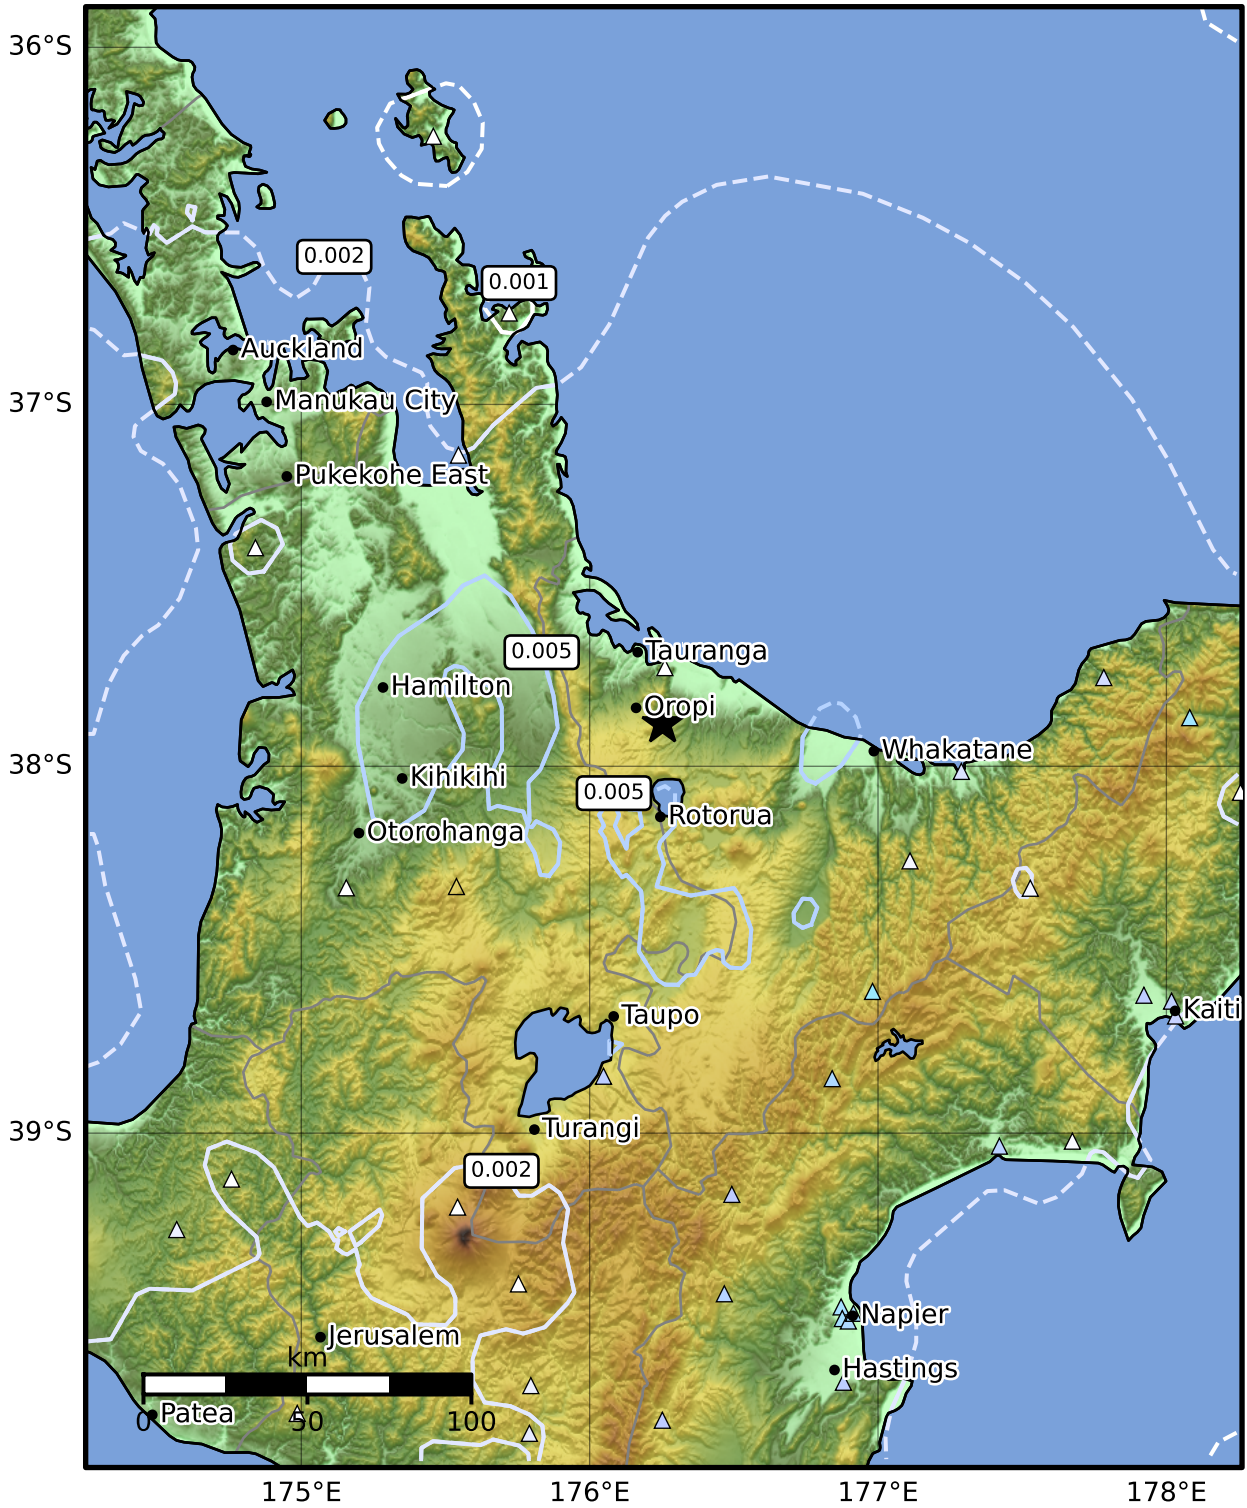 36°S
0.002
0.001
Auckland
37°S
Manukau City
Pukekohe East
0.005
Tauranga
Hamilton
Oropi
Whakatane
38°S
Kihikihi
0.005
Rotorua
Otorohanga
Taupo
Kaiti
Turangi
39°S
0.002
Napier
Jerusalem
km
Hastings
Patea
0 50 100
175°E 176°E 177°E 178°E